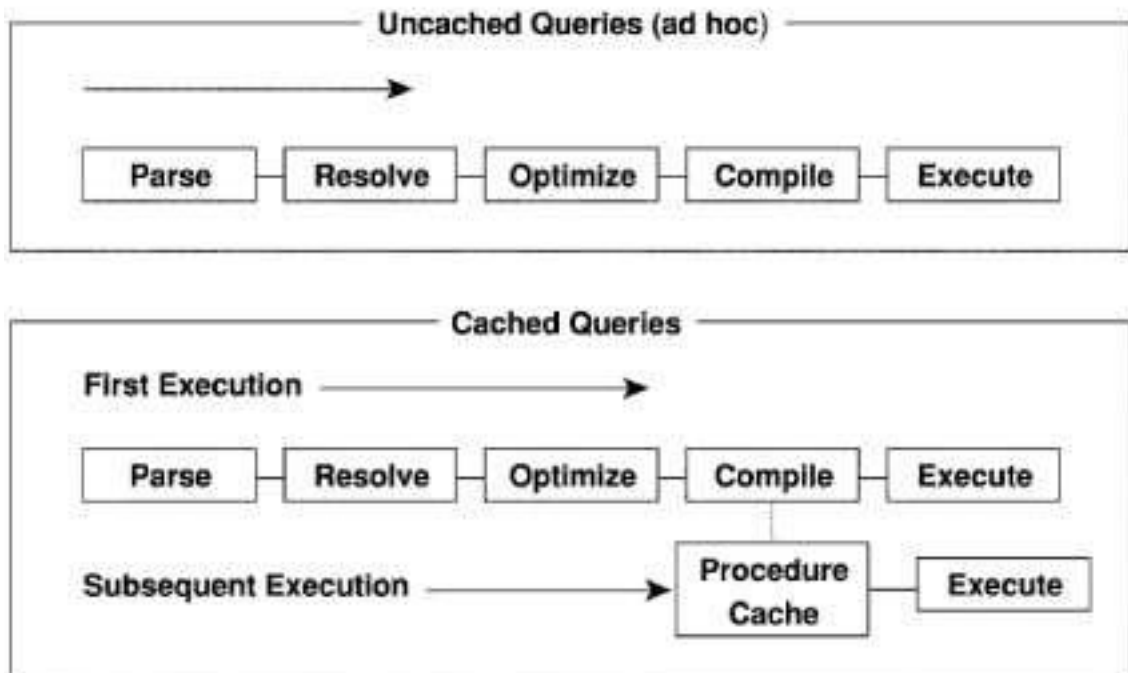 Uncached Queries (ad hoc)
Parse
Resolve
Optimize
Compile
Execute
Cached Queries
First Execution
Parse
Resolve
Optimize
Compile
Execute
Subsequent Execution
Procedure
Cache
Execute